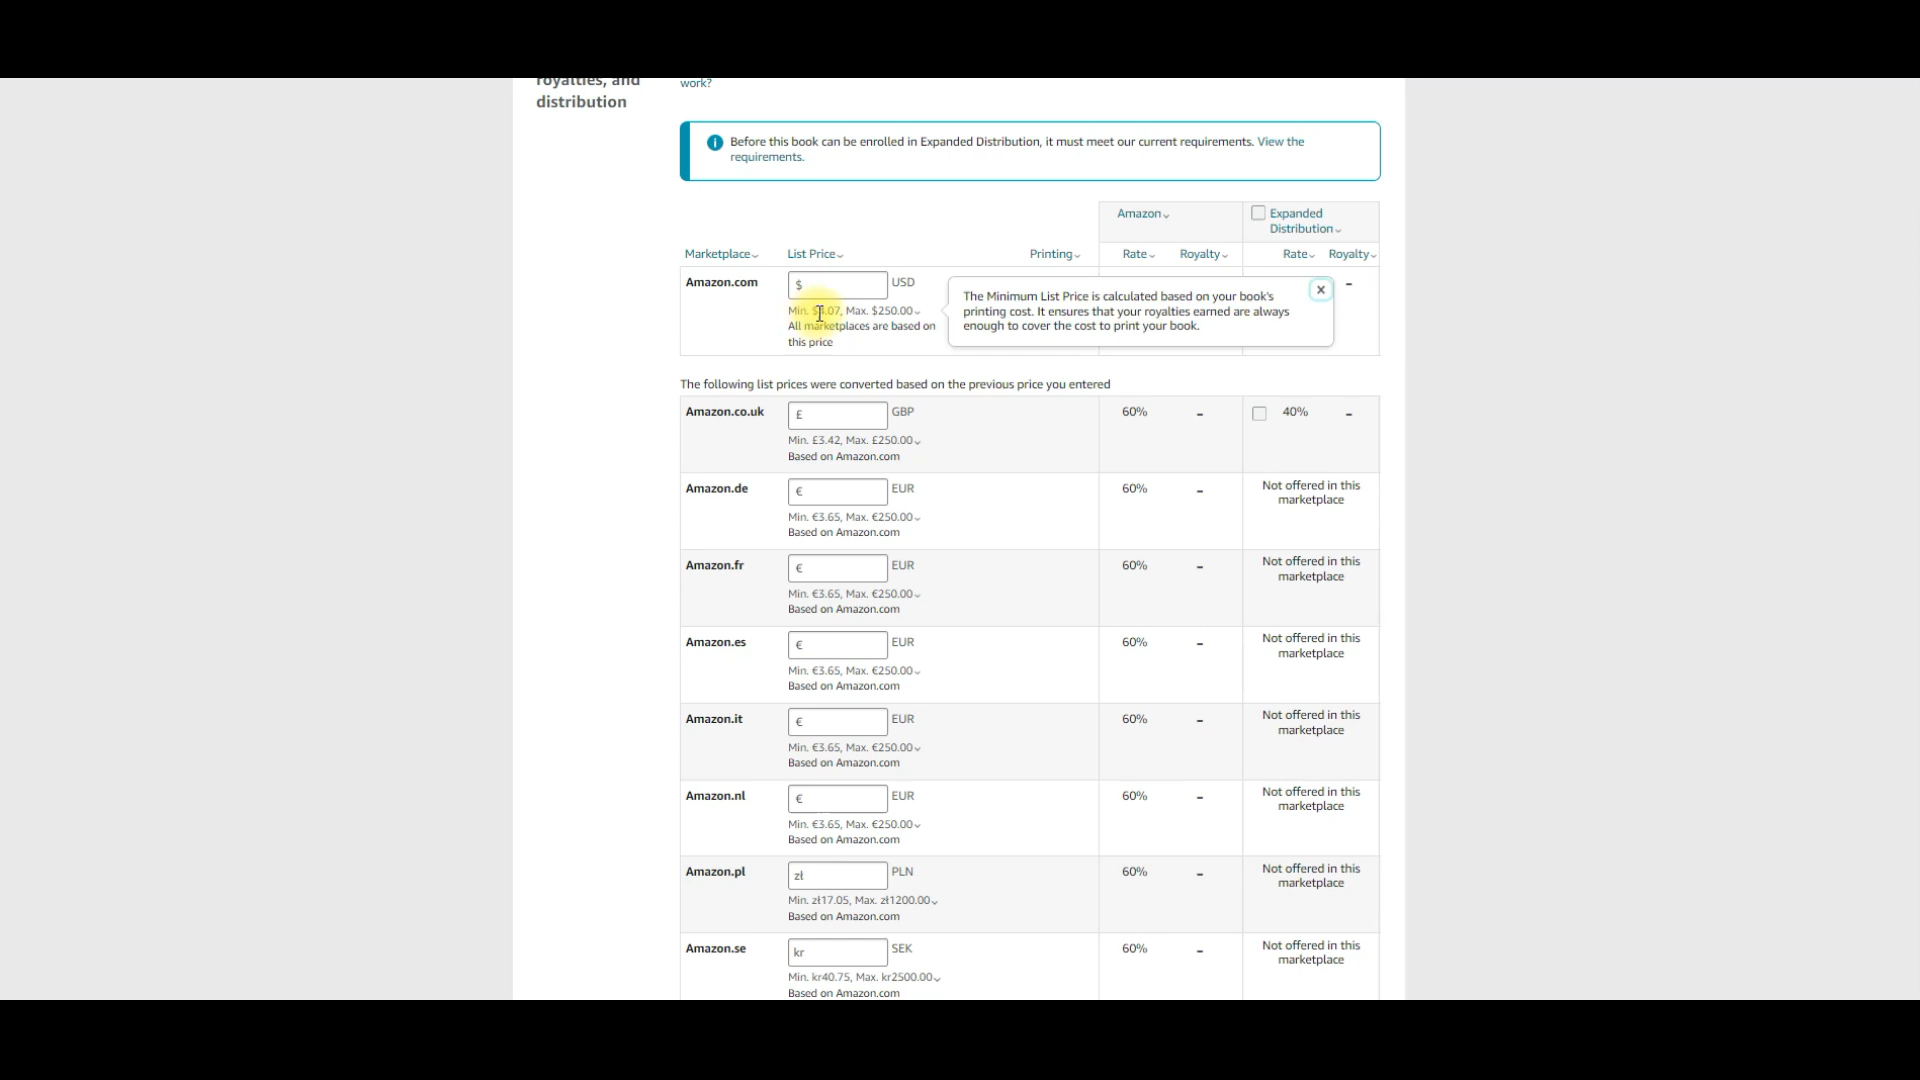 royalties, and
distribution
work?
Before this book can be enrolled in Expanded Distribution, it must meet our current requirements. View the
requirements.
Amazon
Expanded
Distribution
Marketplace List Price Printing Rate Royalty Rate Royalty
Amazon.com $ USD -
Min. $4.07, Max. $250.00
All marketplaces are based on
this price
The Minimum List Price is calculated based on your book's
printing cost. It ensures that your royalties earned are always
enough to cover the cost to print your book.
The following list prices were converted based on the previous price you entered
Amazon.co.uk £ GBP 60% - 40% -
Min. £3.42, Max. £250.00
Based on Amazon.com
Amazon.de € EUR 60% - Not offered in this
marketplace
Min. €3.65, Max. €250.00
Based on Amazon.com
Amazon.fr € EUR 60% - Not offered in this
marketplace
Min. €3.65, Max. €250.00
Based on Amazon.com
Amazon.es € EUR 60% - Not offered in this
marketplace
Min. €3.65, Max. €250.00
Based on Amazon.com
Amazon.it € EUR 60% - Not offered in this
marketplace
Min. €3.65, Max. €250.00
Based on Amazon.com
Amazon.nl € EUR 60% - Not offered in this
marketplace
Min. €3.65, Max. €250.00
Based on Amazon.com
Amazon.pl zł PLN 60% - Not offered in this
marketplace
Min. zł17.05, Max. zł1200.00
Based on Amazon.com
Amazon.se kr SEK 60% - Not offered in this
marketplace
Min. kr40.75, Max. kr2500.00
Based on Amazon.com